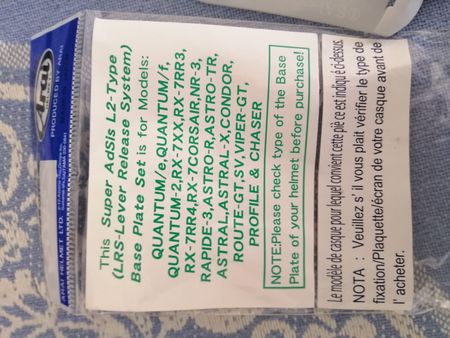 Arai
PRODUCED BY ARAI
ARAI HELMET LTD.
This Super AdSis L2-Type
(LRS-Lever Release System)
Base Plate Set is for Models:
QUANTUM/e,QUANTUM/f,
QUANTUM-2,RX-7XX,RX-7RR3,
RX-7RR4,RX-7CORSAIR,NR-3,
RAPIDE-3,ASTRO-R,ASTRO-TR,
ASTRAL,ASTRAL-X,CONDOR,
ROUTE-GT,SV,VIPER-GT,
PROFILE & CHASER
NOTE:Please check type of the Base
Plate of your helmet before purchase!
Le modèle de casque pour lequel convient cette piè ce est indiqu é ci-dessus.
NOTA : Veuillez s' il vous plait vérifier le type de
fixation/Plaquette/écran de votre casque avant de
l' acheter.